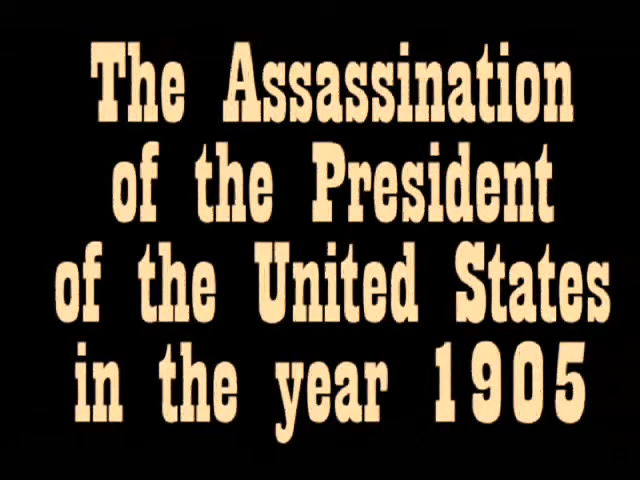 The Assassination
of the President
of the United States
in the year 1905